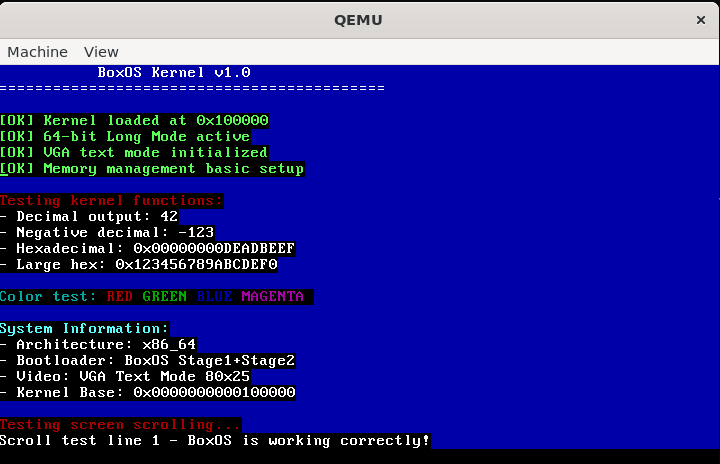 QEMU
×
Machine View
BoxOS Kernel v1.0
============================================
[OK] Kernel loaded at 0x100000
[OK] 64-bit Long Mode active
[OK] VGA text mode initialized
[OK] Memory management basic setup
Testing kernel functions:
- Decimal output: 42
- Negative decimal: -123
- Hexadecimal: 0x00000000DEADBEEF
- Large hex: 0x123456789ABCDEF0
Color test: RED GREEN BLUE MAGENTA
System Information:
- Architecture: x86_64
- Bootloader: BoxOS Stage1+Stage2
- Video: VGA Text Mode 80x25
- Kernel Base: 0x0000000000100000
Testing screen scrolling...
Scroll test line 1 - BoxOS is working correctly!